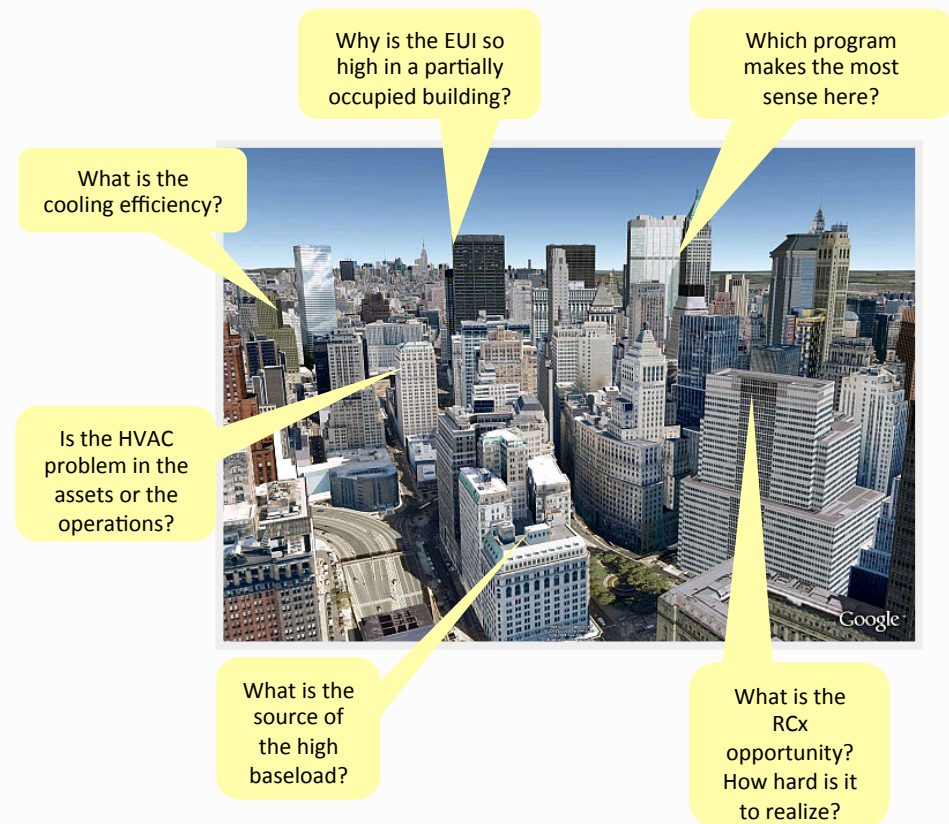 Why is the EUI so
high in a partially
occupied building?
Which program
makes the most
sense here?
What is the
cooling efficiency?
Is the HVAC
problem in the
assets or the
operations?
What is the
source of
the high
baseload?
What is the
RCx
opportunity?
How hard is it
to realize?
Google